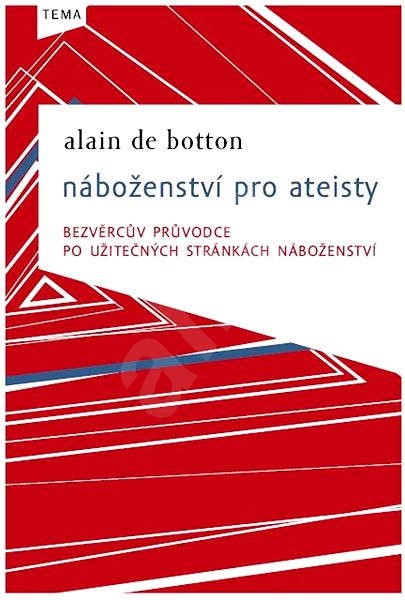 TEMA
alain de botton
náboženství pro ateisty
BEZVĚRCŮV PRŮVODCE
PO UŽITEČNÝCH STRÁNKÁCH NÁBOŽENSTVÍ